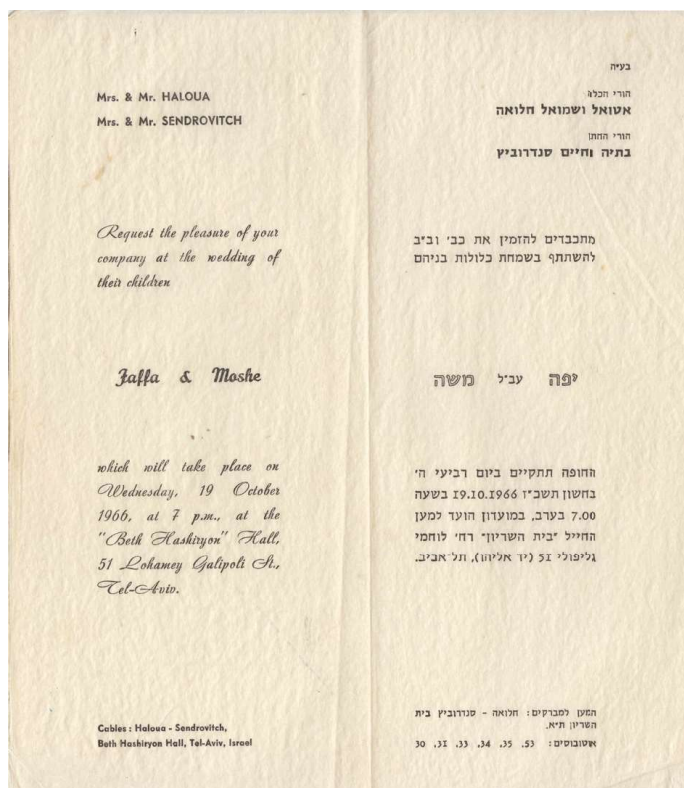 Mrs. & Mr. HALOUA
Mrs. & Mr. SENDROVITCH
Request the pleasure of your
company at the wedding of
their children
Jaffa & Moshe
which will take place on
Wednesday, 19 October
1966, at 7 p.m., at the
"Beth Hashiryon" Hall,
51 Lohamey Galipoli St.,
Tel-Aviv.
Cables : Haloua - Sendrovitch,
Beth Hashiryon Hall, Tel-Aviv, Israel
בע"ה
הורי הכלה
אטואל ושמואל חלואה
הורי החתן
בתיה וחיים סנדרוביץ
מתכבדים להזמין את כב' וב"ב
להשתתף בשמחת כלולות בניהם
יפה עב"ל משה
החופה תתקיים ביום רביעי ה'
בחשון תשכ"ז 19.10.1966 בשעה
7.00 בערב, במועדון הועד למען
החייל "בית השריון" רח' לוחמי
גליפולי 51 (יד אליהו), תל־אביב.
המען למברקים: חלואה - סנדרוביץ בית
השריון ת"א.
אוטובוסים: 53, 35, 34, 33, 31, 30